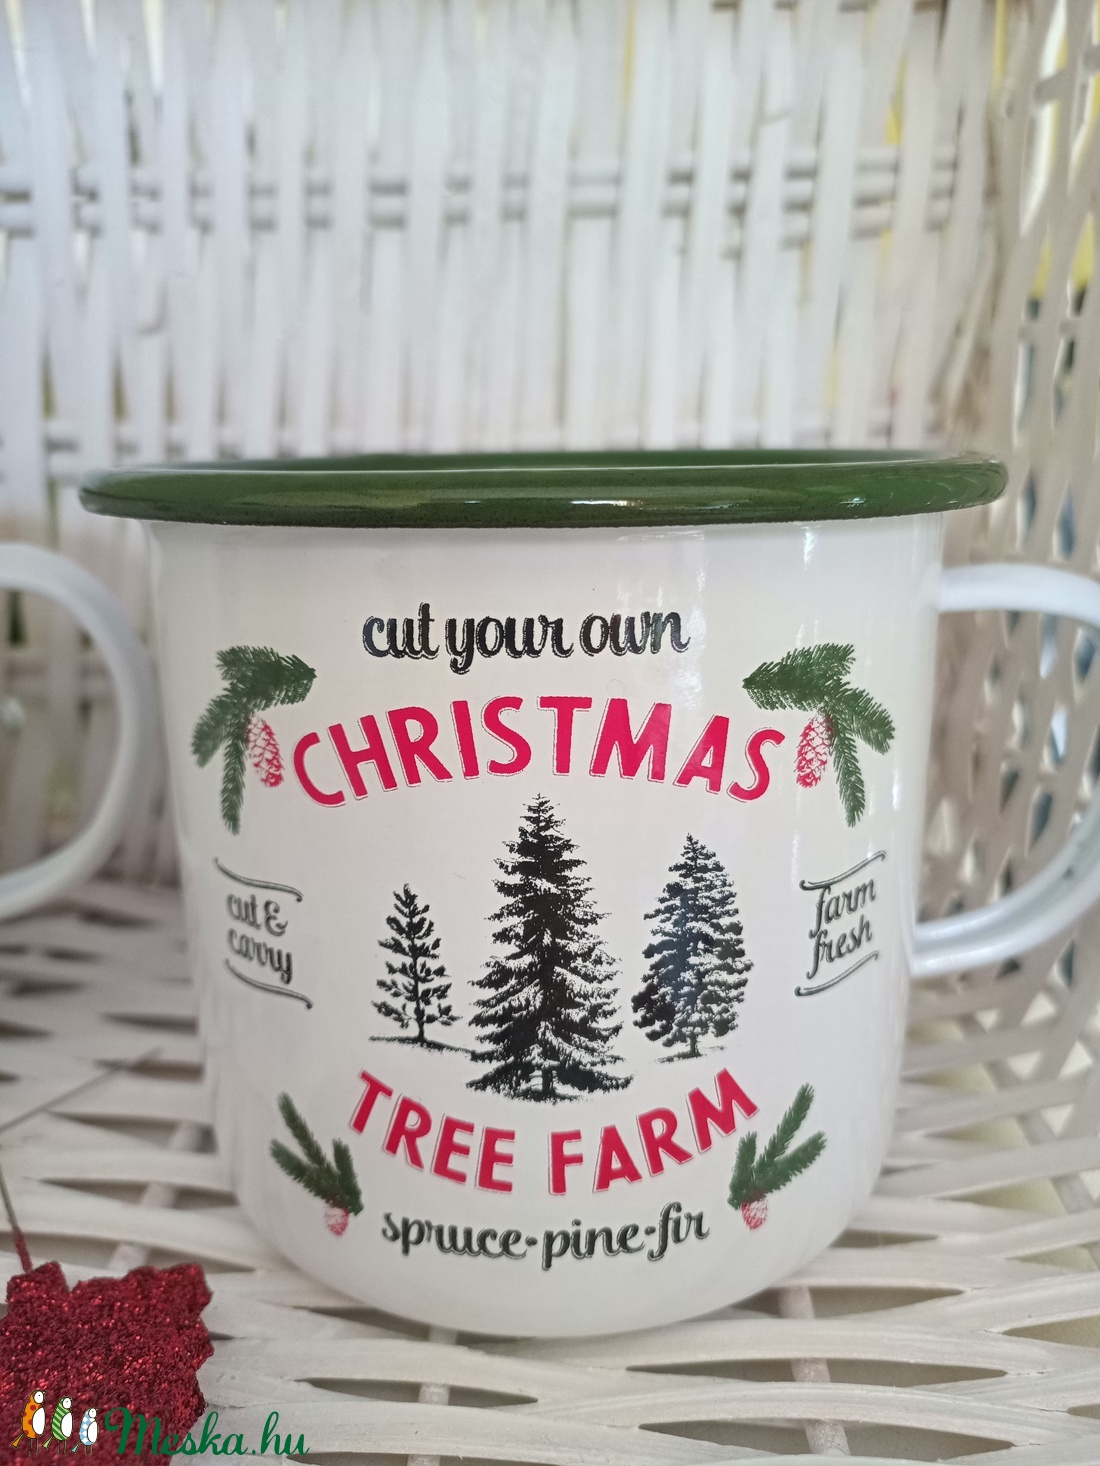 cut your own
CHRISTMAS
cut &
carry
farm
fresh
TREE FARM
spruce-pine-fir
Meska.hu